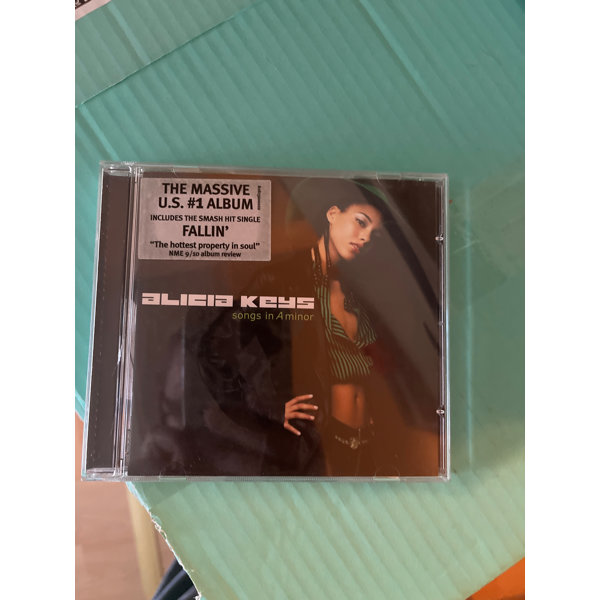 THE MASSIVE
U.S. #1 ALBUM
INCLUDES THE SMASH HIT SINGLE
FALLIN'
"The hottest property in soul"
NME 9/10 album review
alicia keys
songs in A minor